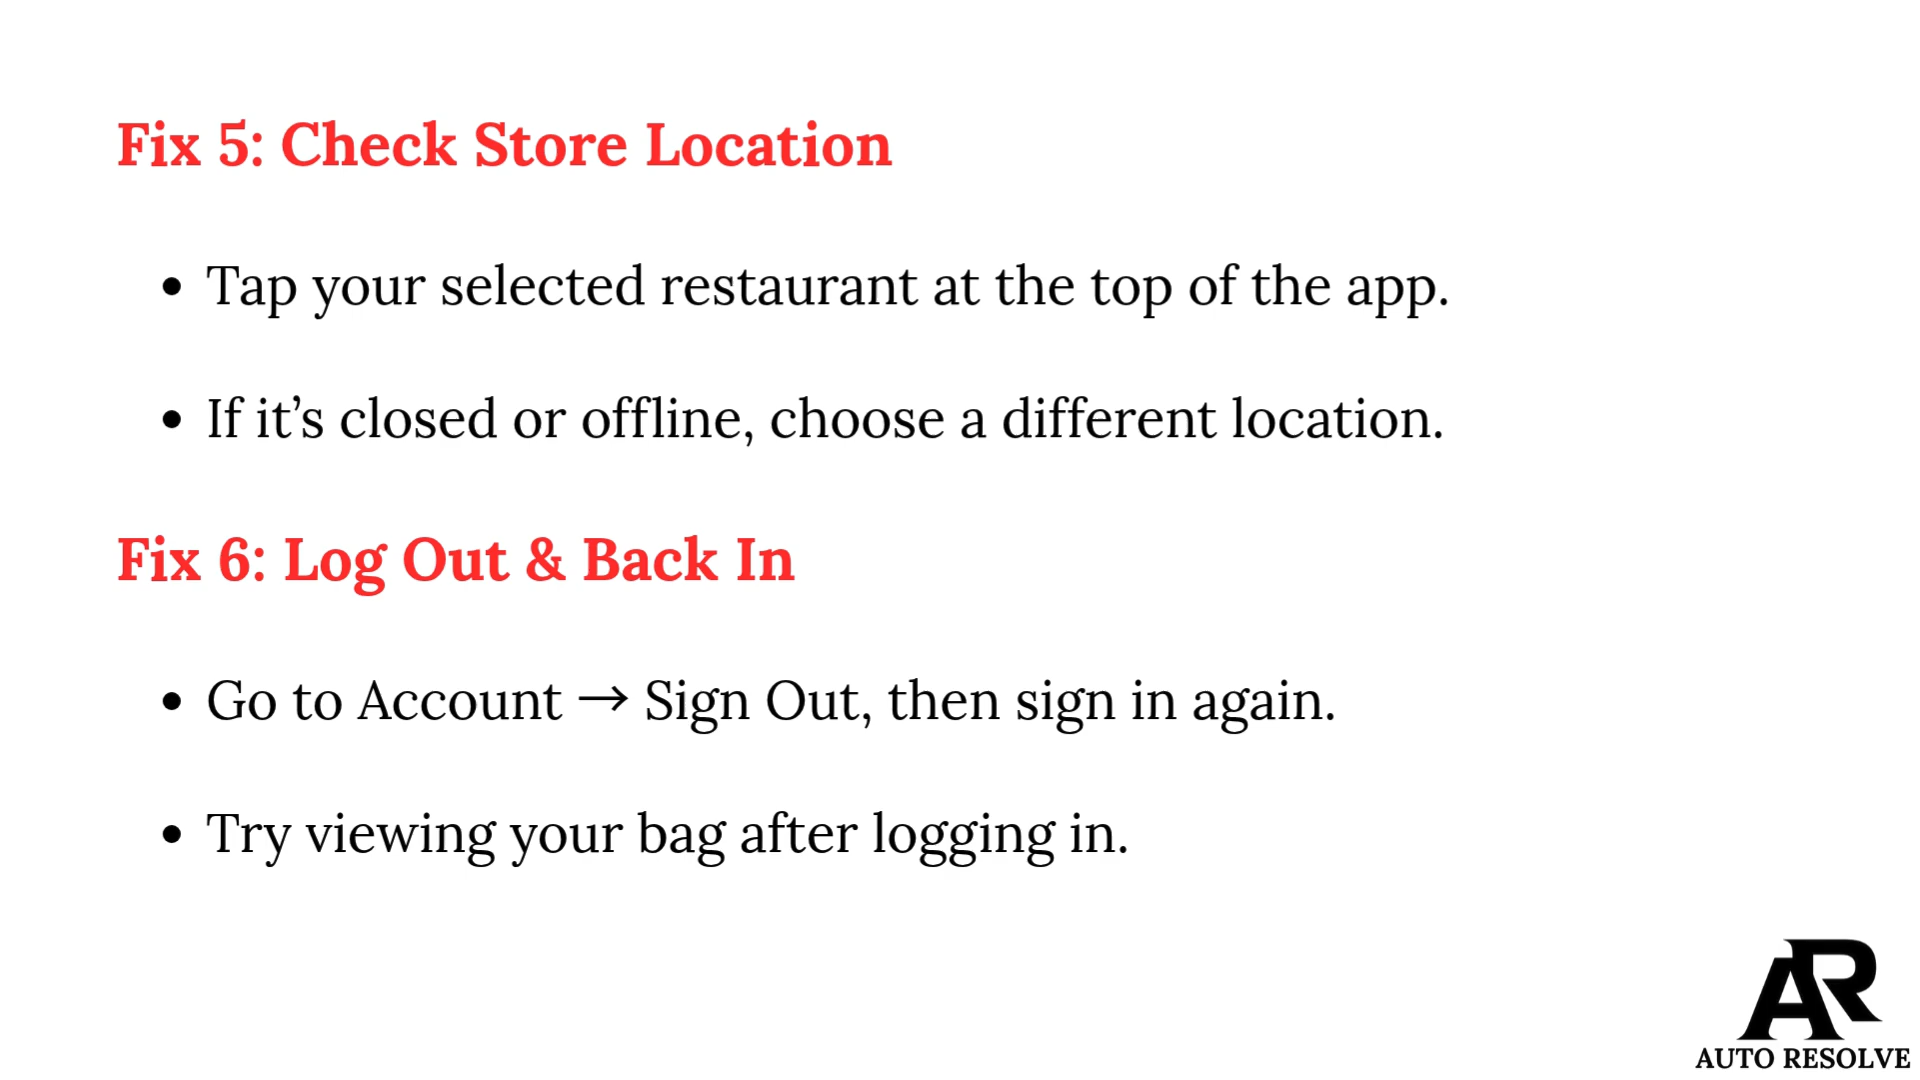 Fix 5: Check Store Location
• Tap your selected restaurant at the top of the app.
• If it’s closed or offline, choose a different location.
Fix 6: Log Out & Back In
• Go to Account → Sign Out, then sign in again.
• Try viewing your bag after logging in.
AR
AUTO RESOLVE